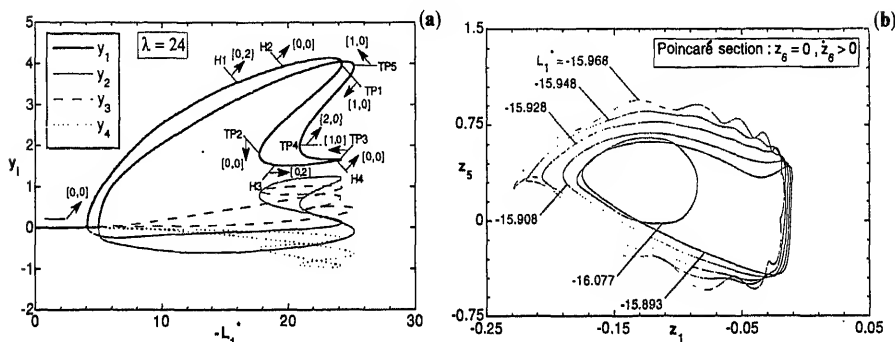 (a)
λ = 24
y1
y2
y3
y4
H1
[0,2]
H2
[0,0]
[1,0]
TP5
TP1
[1,0]
TP2
TP4
[2,0]
[1,0]
TP3
[0,0]
[0,0]
H3
[0,2]
H4
[0,0]
yi
5
4
3
2
1
0
-1
-2
0
10
20
30
- L1*
(b)
Poincaré section : z6 = 0 , ż6 > 0
L1* = -15.968
-15.948
-15.928
-15.908
-16.077
-15.893
z5
1.5
0.75
0
-0.75
-0.25
-0.15
-0.05
0.05
z1